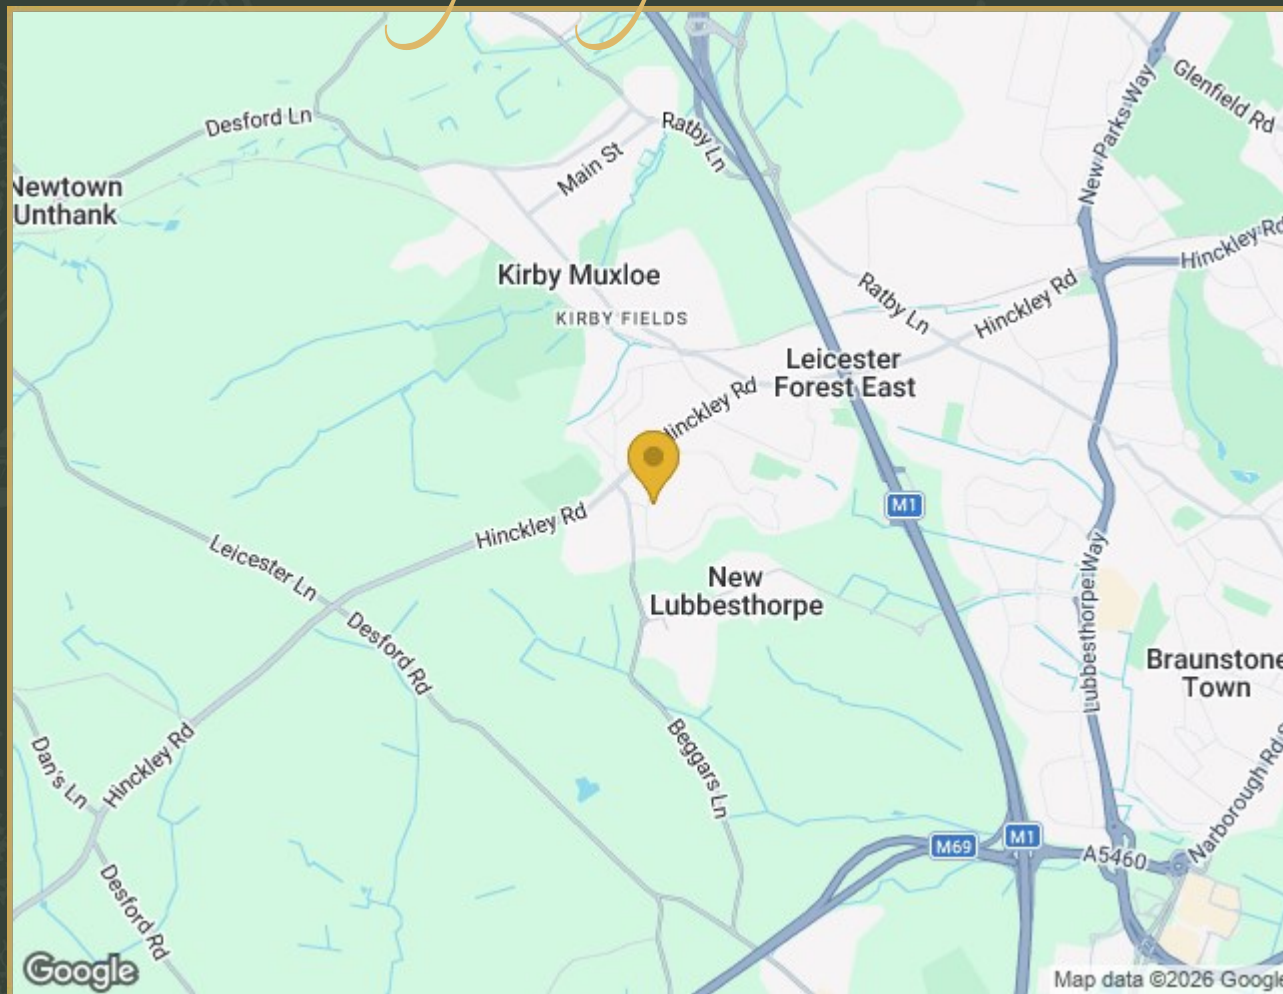 Desford Ln
Glenfield Rd
New Parks Way
Ratby Ln
Main St
Newtown
Unthank
Hinckley Rd
Kirby Muxloe
KIRBY FIELDS
Ratby Ln
Hinckley Rd
Leicester
Forest East
Hinckley Rd
M1
Hinckley Rd
Leicester Ln
New
Lubbesthorpe
Lubbesthorpe Way
Desford Rd
Braunstone
Town
Dan's Ln
Hinckley Rd
Beggars Ln
Narborough Rd S
M69
M1
A5460
Desford Rd
Google
Map data ©2026 Google